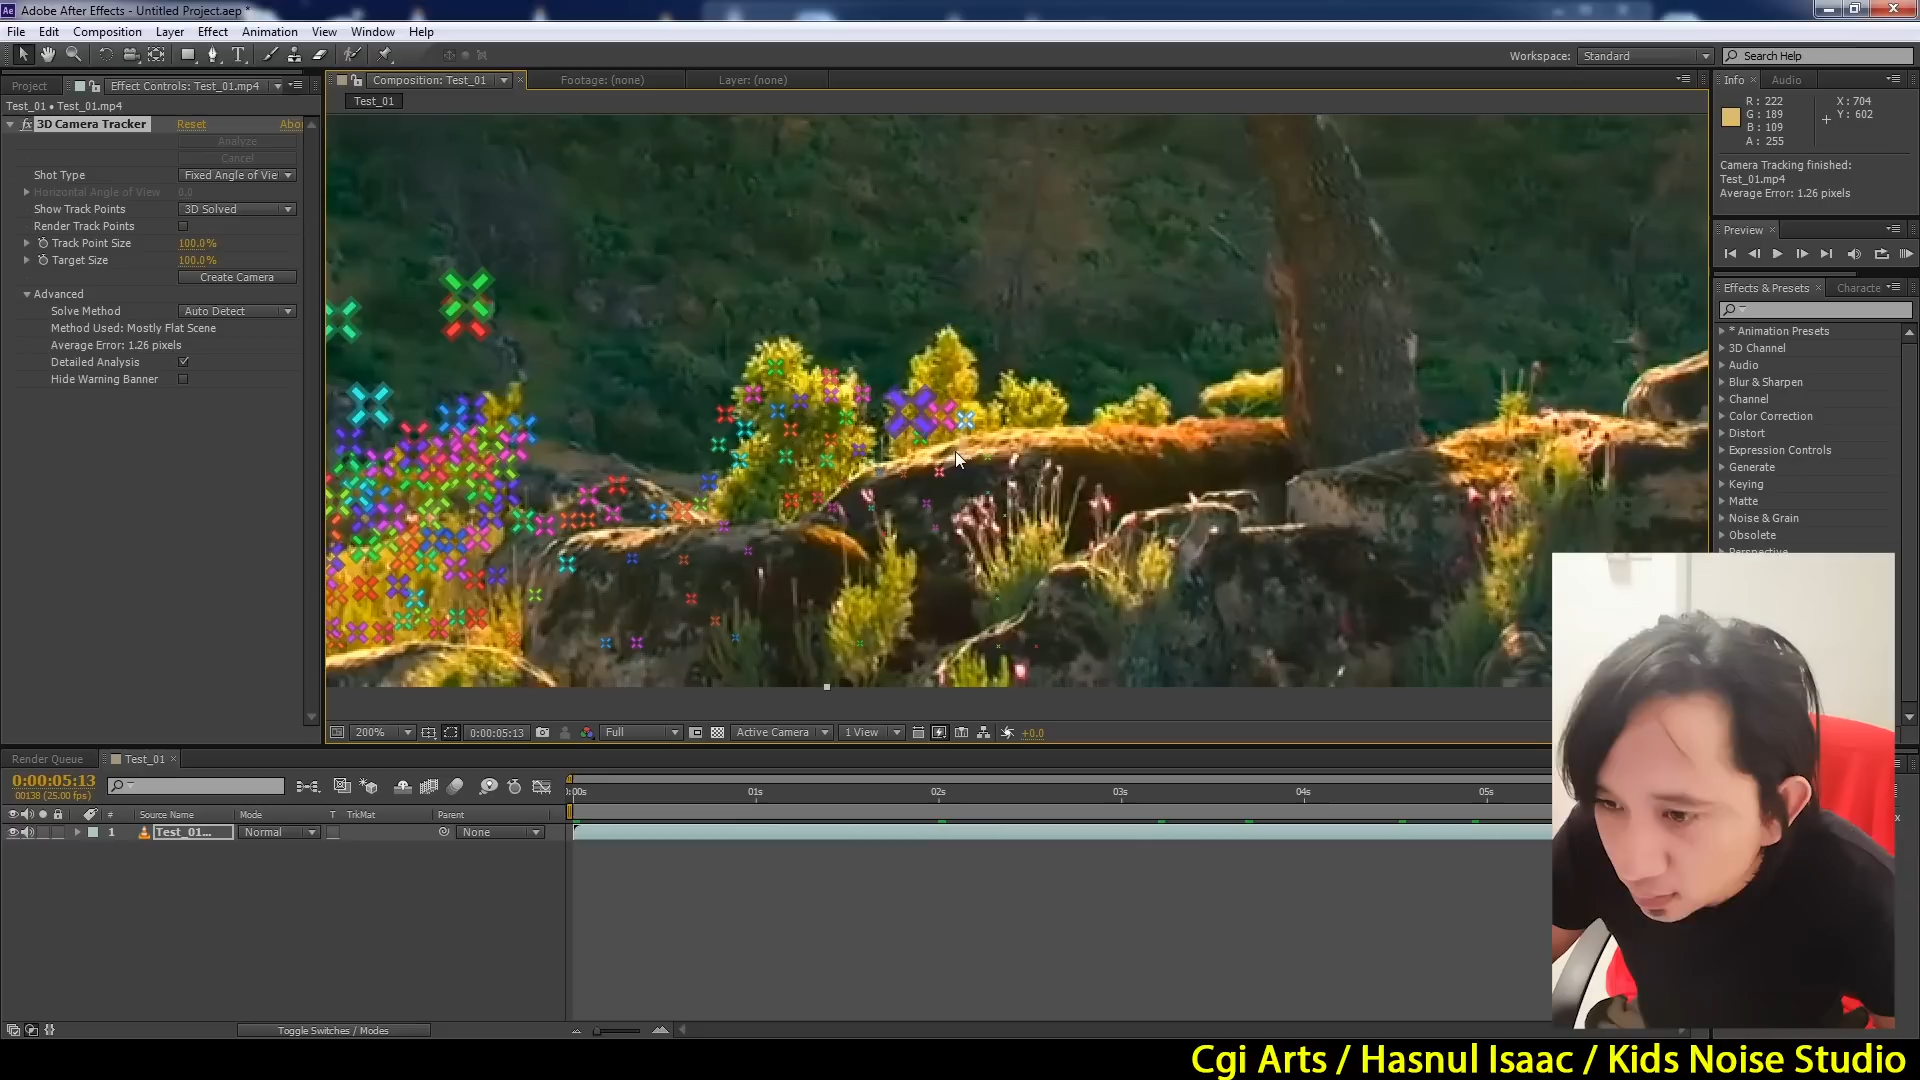 Ae Adobe After Effects - Untitled Project.aep *
File Edit Composition Layer Effect Animation View Window Help
T Workspace: Standard Search Help
Project Effect Controls: Test_01.mp4
Test_01 • Test_01.mp4
fx 3D Camera Tracker Reset Abo
Analyze
Cancel
Shot Type Fixed Angle of Vie
Horizontal Angle of View 0.0
Show Track Points 3D Solved
Render Track Points
Track Point Size 100.0%
Target Size 100.0%
Create Camera
Advanced
Solve Method Auto Detect
Method Used: Mostly Flat Scene
Average Error: 1.26 pixels
Detailed Analysis
Hide Warning Banner
Composition: Test_01 Footage: (none) Layer: (none)
Test_01
200% 0:00:05:13 Full Active Camera 1 View +0.0
Info Audio
R : 222 X : 704
G : 189 Y : 602
B : 109
A : 255
Camera Tracking finished:
Test_01.mp4
Average Error: 1.26 pixels
Preview
Effects & Presets Characte
* Animation Presets
3D Channel
Audio
Blur & Sharpen
Channel
Color Correction
Distort
Expression Controls
Generate
Keying
Matte
Noise & Grain
Obsolete
Perspective
Render Queue Test_01
0:00:05:13
00138 (25.00 fps)
# Source Name Mode T TrkMat Parent
1 Test_01... Normal None
:00s 01s 02s 03s 04s 05s
Toggle Switches / Modes
Cgi Arts / Hasnul Isaac / Kids Noise Studio